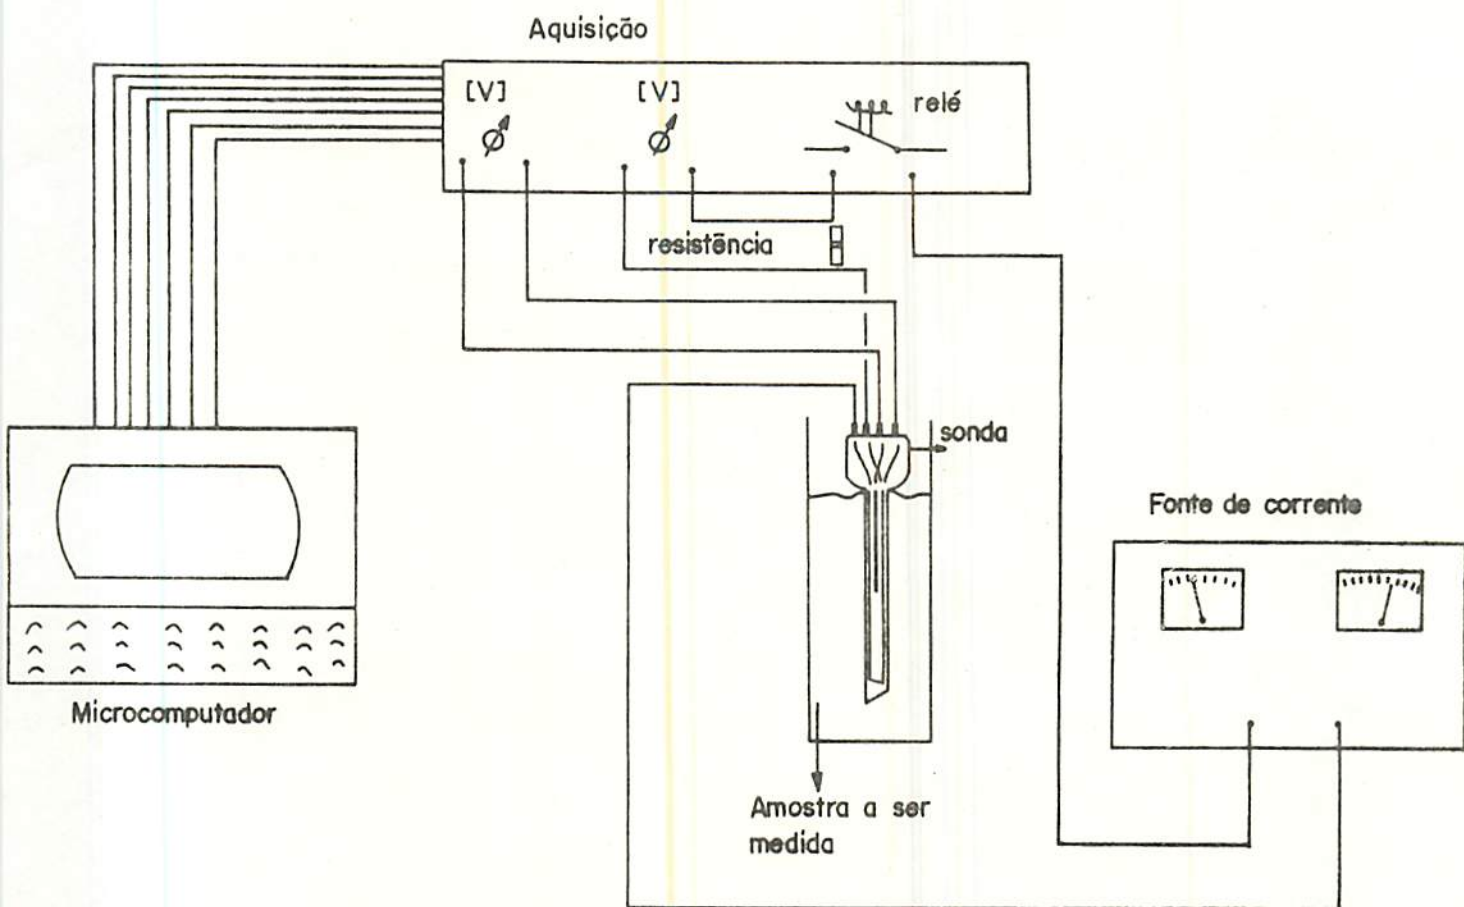 Aquisição
[V]
[V]
relé
resistência
sonda
Fonte de corrente
Microcomputador
Amostra a ser
medida